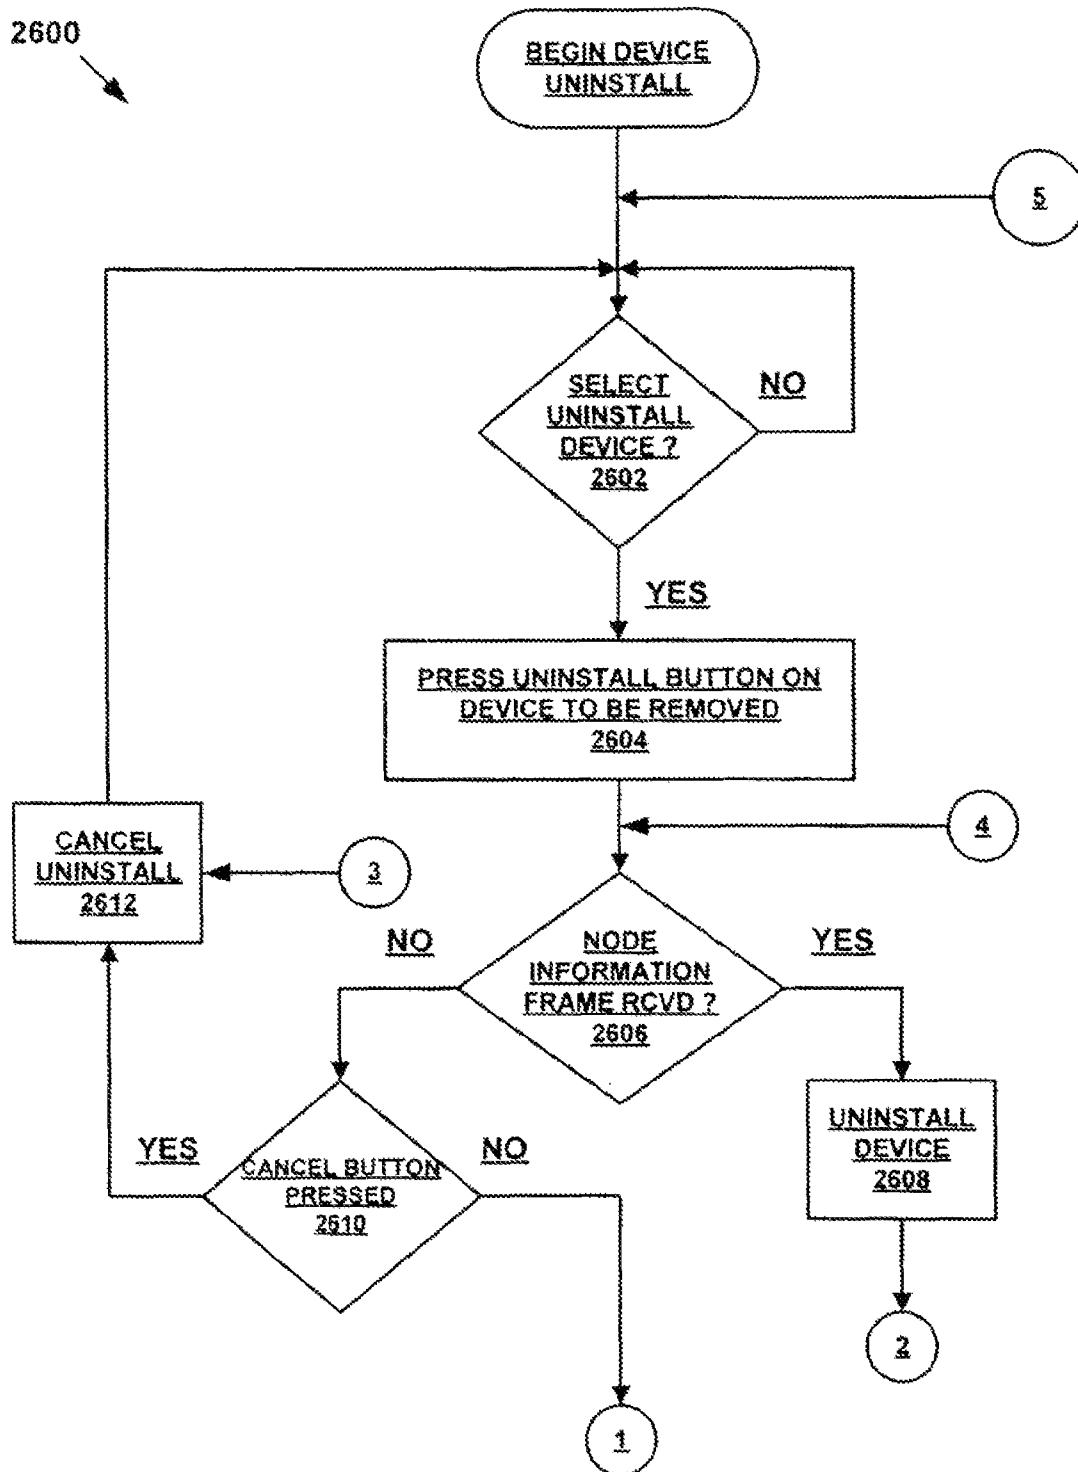 2600
BEGIN DEVICE
UNINSTALL
5
SELECT
UNINSTALL
DEVICE ?
2602
NO
YES
PRESS UNINSTALL BUTTON ON
DEVICE TO BE REMOVED
2604
4
CANCEL
UNINSTALL
2612
3
NO
NODE
INFORMATION
FRAME RCVD ?
2606
YES
YES
CANCEL BUTTON
PRESSED
2610
NO
UNINSTALL
DEVICE
2608
2
1